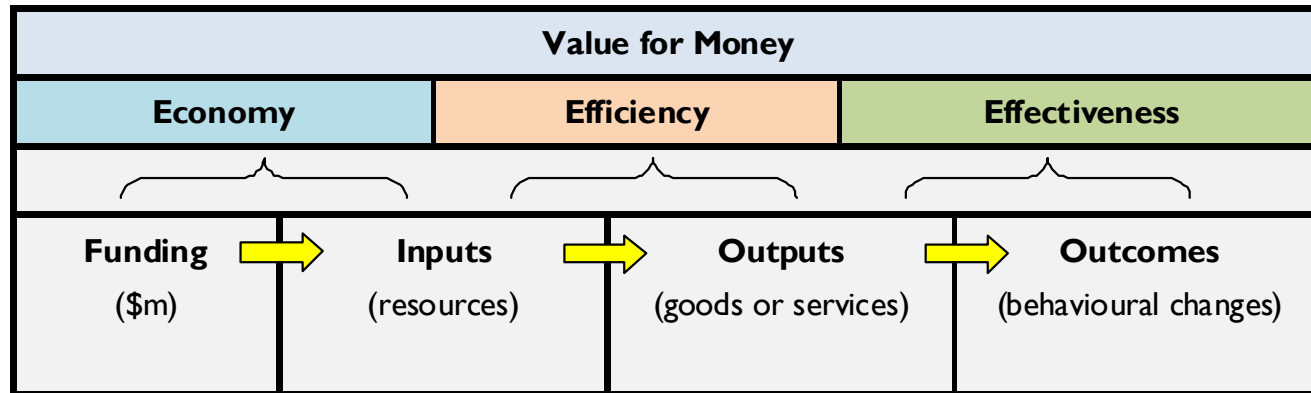 Value for Money
Economy Efficiency Effectiveness
Funding Inputs Outputs Outcomes
($m) (resources) (goods or services) (behavioural changes)